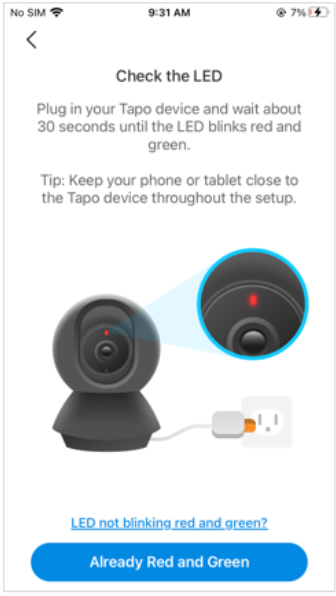 No SIM 9:31 AM 7%
Check the LED
Plug in your Tapo device and wait about
30 seconds until the LED blinks red and
green.
Tip: Keep your phone or tablet close to
the Tapo device throughout the setup.
LED not blinking red and green?
Already Red and Green